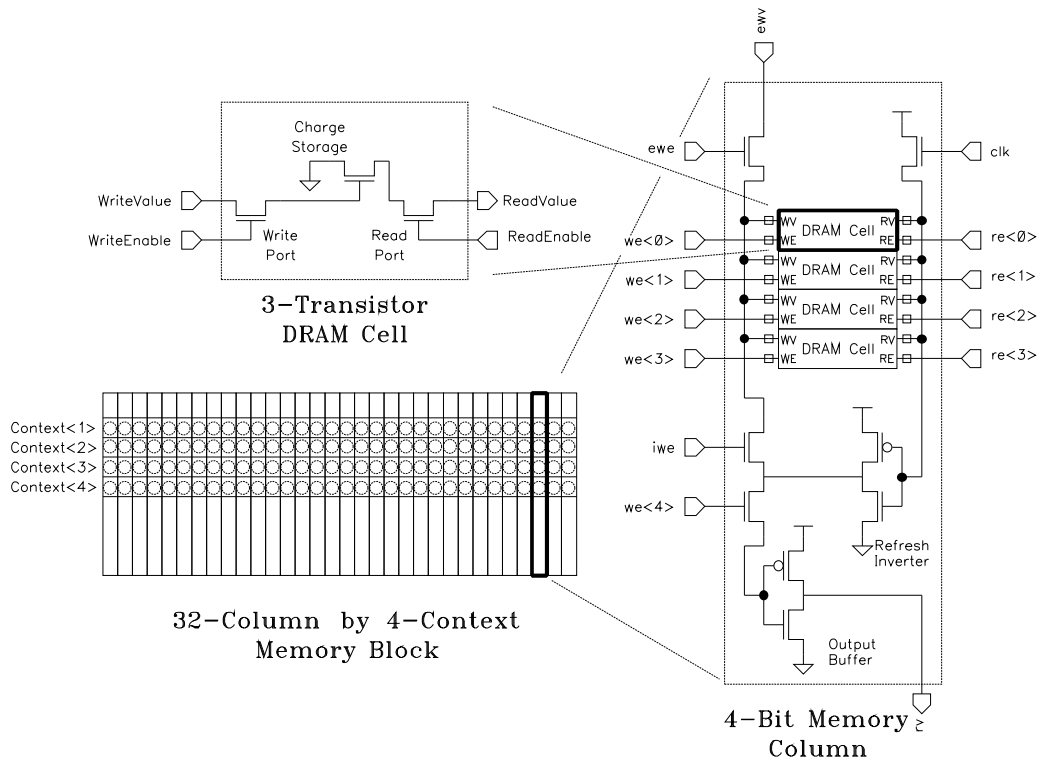 ewv
Charge
Storage
WriteValue
ReadValue
WriteEnable
ReadEnable
Write
Port
Read
Port
3-Transistor
DRAM Cell
ewe
clk
WV DRAM Cell RV
we<0> WE RE re<0>
WV DRAM Cell RV
we<1> WE RE re<1>
WV DRAM Cell RV
we<2> WE RE re<2>
WV DRAM Cell RV
we<3> WE RE re<3>
Context<1>
Context<2>
Context<3>
Context<4>
iwe
we<4>
Refresh
Inverter
Output
Buffer
rv
32-Column by 4-Context
Memory Block
4-Bit Memory
Column